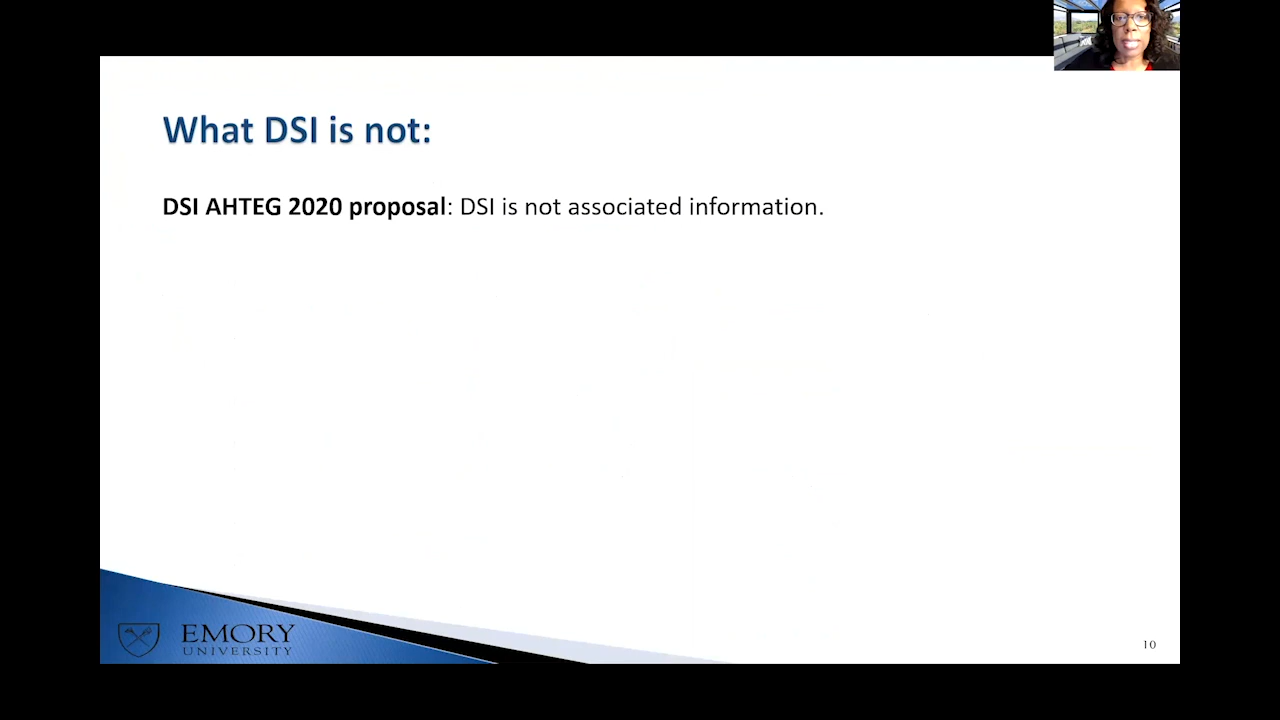 What DSI is not:
DSI AHTEG 2020 proposal: DSI is not associated information.
EMORY
UNIVERSITY
10